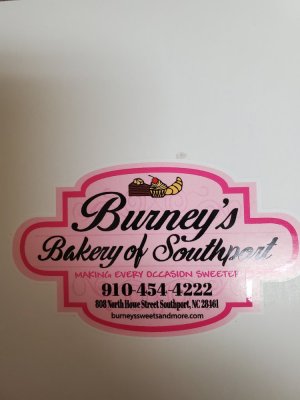 Burney's
Bakery of Southport
MAKING EVERY OCCASION SWEETER
910-454-4222
808 North Howe Street Southport, NC 28461
burneyssweetsandmore.com